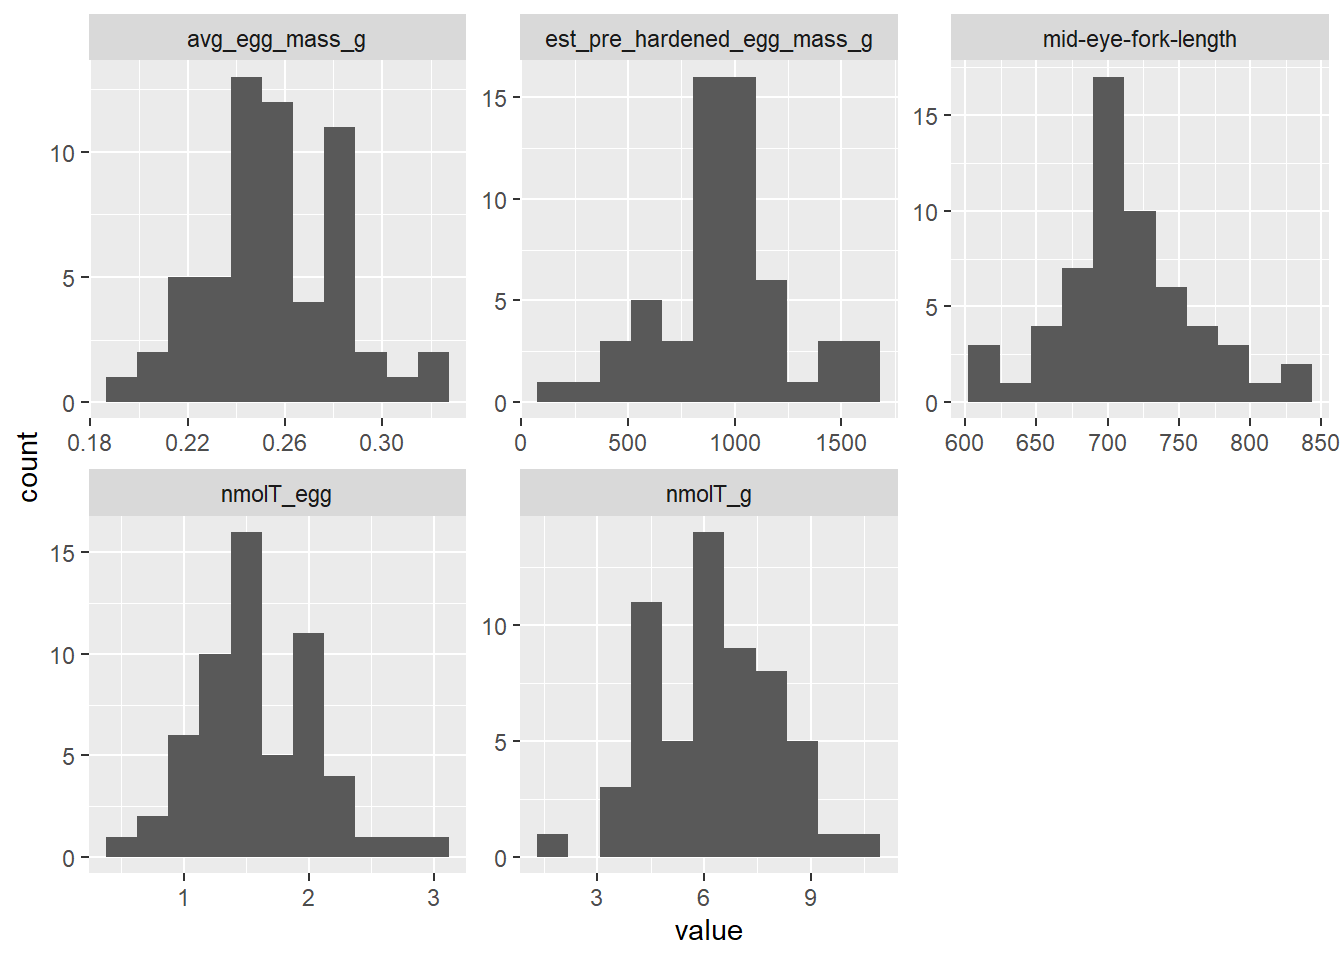 avg_egg_mass_g
est_pre_hardened_egg_mass_g
mid-eye-fork-length
10
5
0
0.18 0.22 0.26 0.30
15
10
5
0
0 500 1000 1500
15
10
5
0
600 650 700 750 800 850
count
nmolT_egg
nmolT_g
15
10
5
0
1 2 3
10
5
0
3 6 9
value